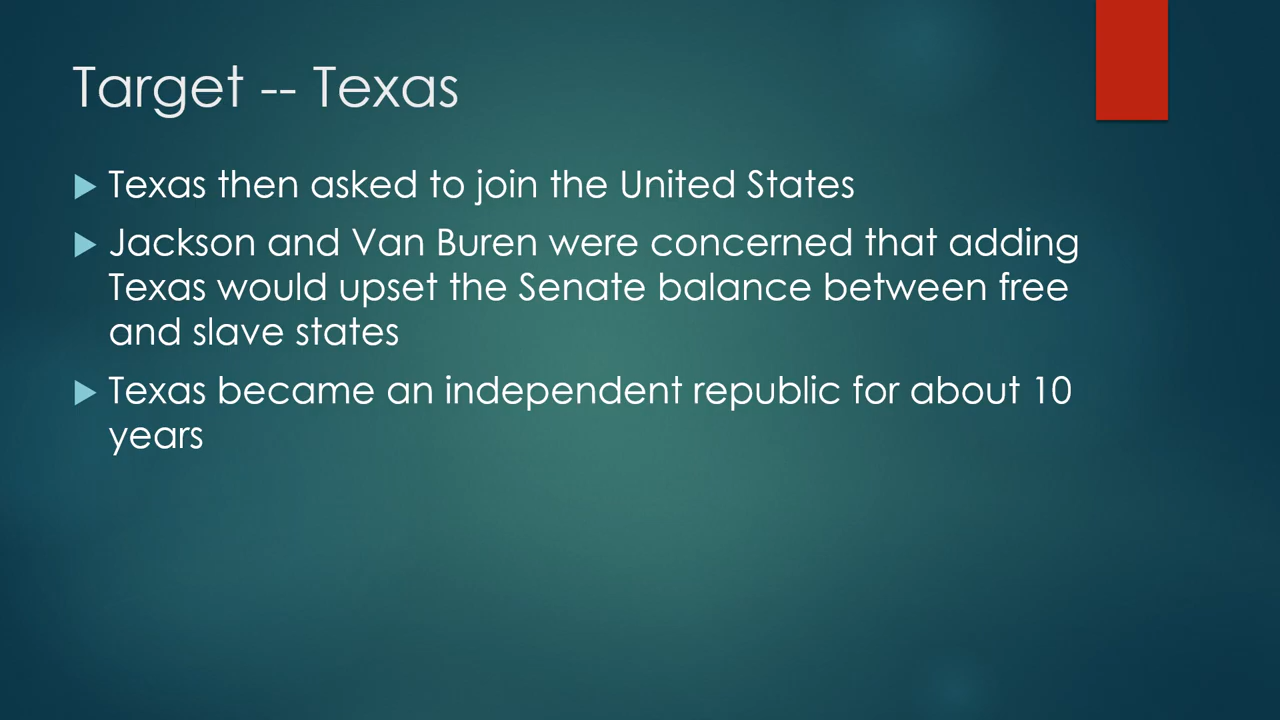 Target -- Texas
Texas then asked to join the United States
Jackson and Van Buren were concerned that adding
Texas would upset the Senate balance between free
and slave states
Texas became an independent republic for about 10
years